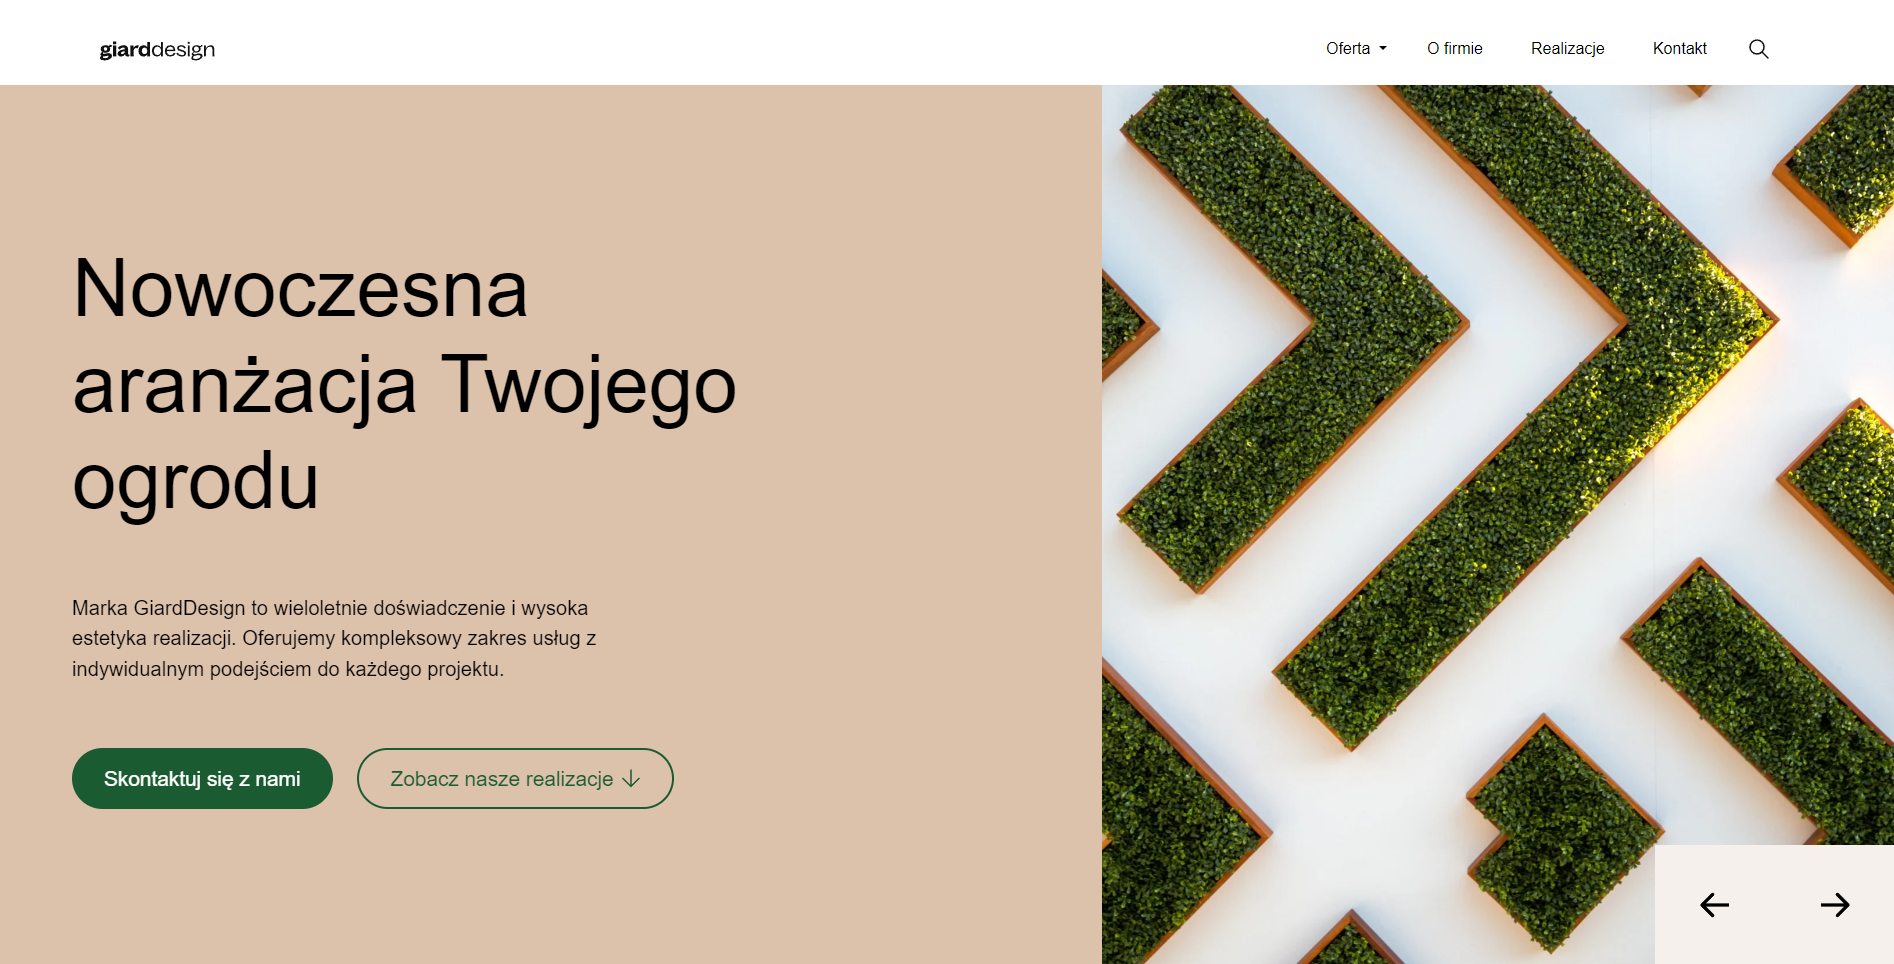 giarddesign
Oferta
O firmie
Realizacje
Kontakt
Nowoczesna
aranżacja Twojego
ogrodu
Marka GiardDesign to wieloletnie doświadczenie i wysoka
estetyka realizacji. Oferujemy kompleksowy zakres usług z
indywidualnym podejściem do każdego projektu.
Skontaktuj się z nami
Zobacz nasze realizacje